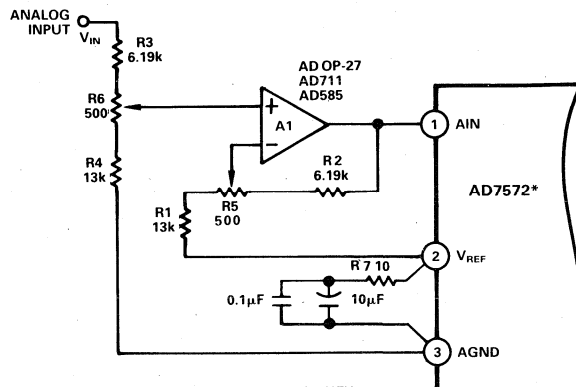 ANALOG
INPUT
VIN
R3
6.19k
R6
500
R4
13k
AD OP-27
AD711
AD585
+
A1
−
R2
6.19k
R5
500
R1
13k
1
AIN
AD7572*
2
VREF
R7 10
0.1μF
10μF
3
AGND